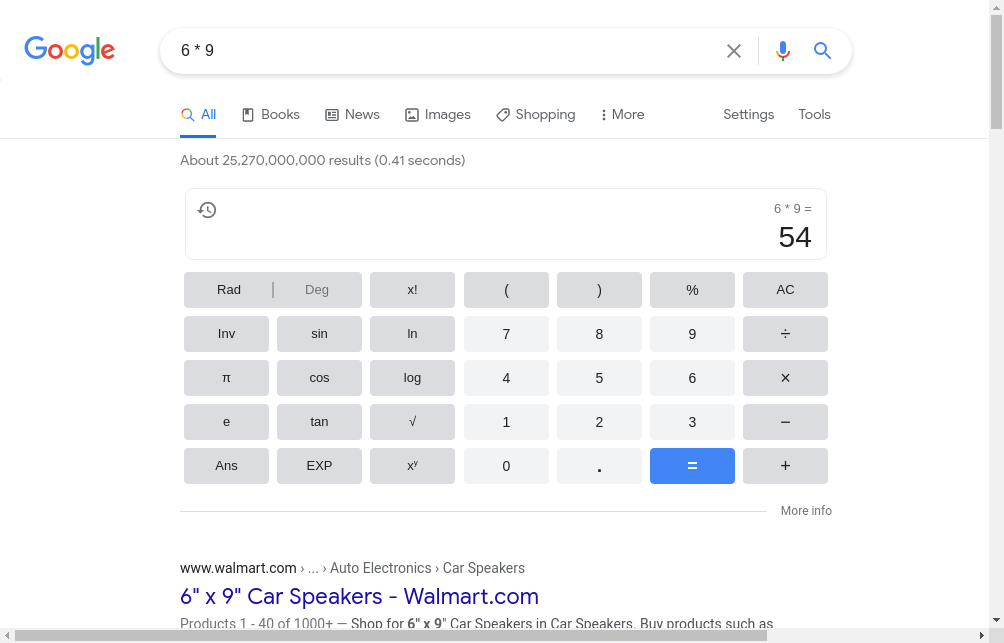 Google
6 * 9
All Books News Images Shopping More Settings Tools
About 25,270,000,000 results (0.41 seconds)
6 * 9 =
54
Rad | Deg x! ( ) % AC
Inv sin ln 7 8 9 ÷
π cos log 4 5 6 ×
e tan √ 1 2 3 −
Ans EXP xʸ 0 . = +
More info
www.walmart.com › ... › Auto Electronics › Car Speakers
6" x 9" Car Speakers - Walmart.com
Products 1 - 40 of 1000+ — Shop for 6" x 9" Car Speakers in Car Speakers. Buy products such as